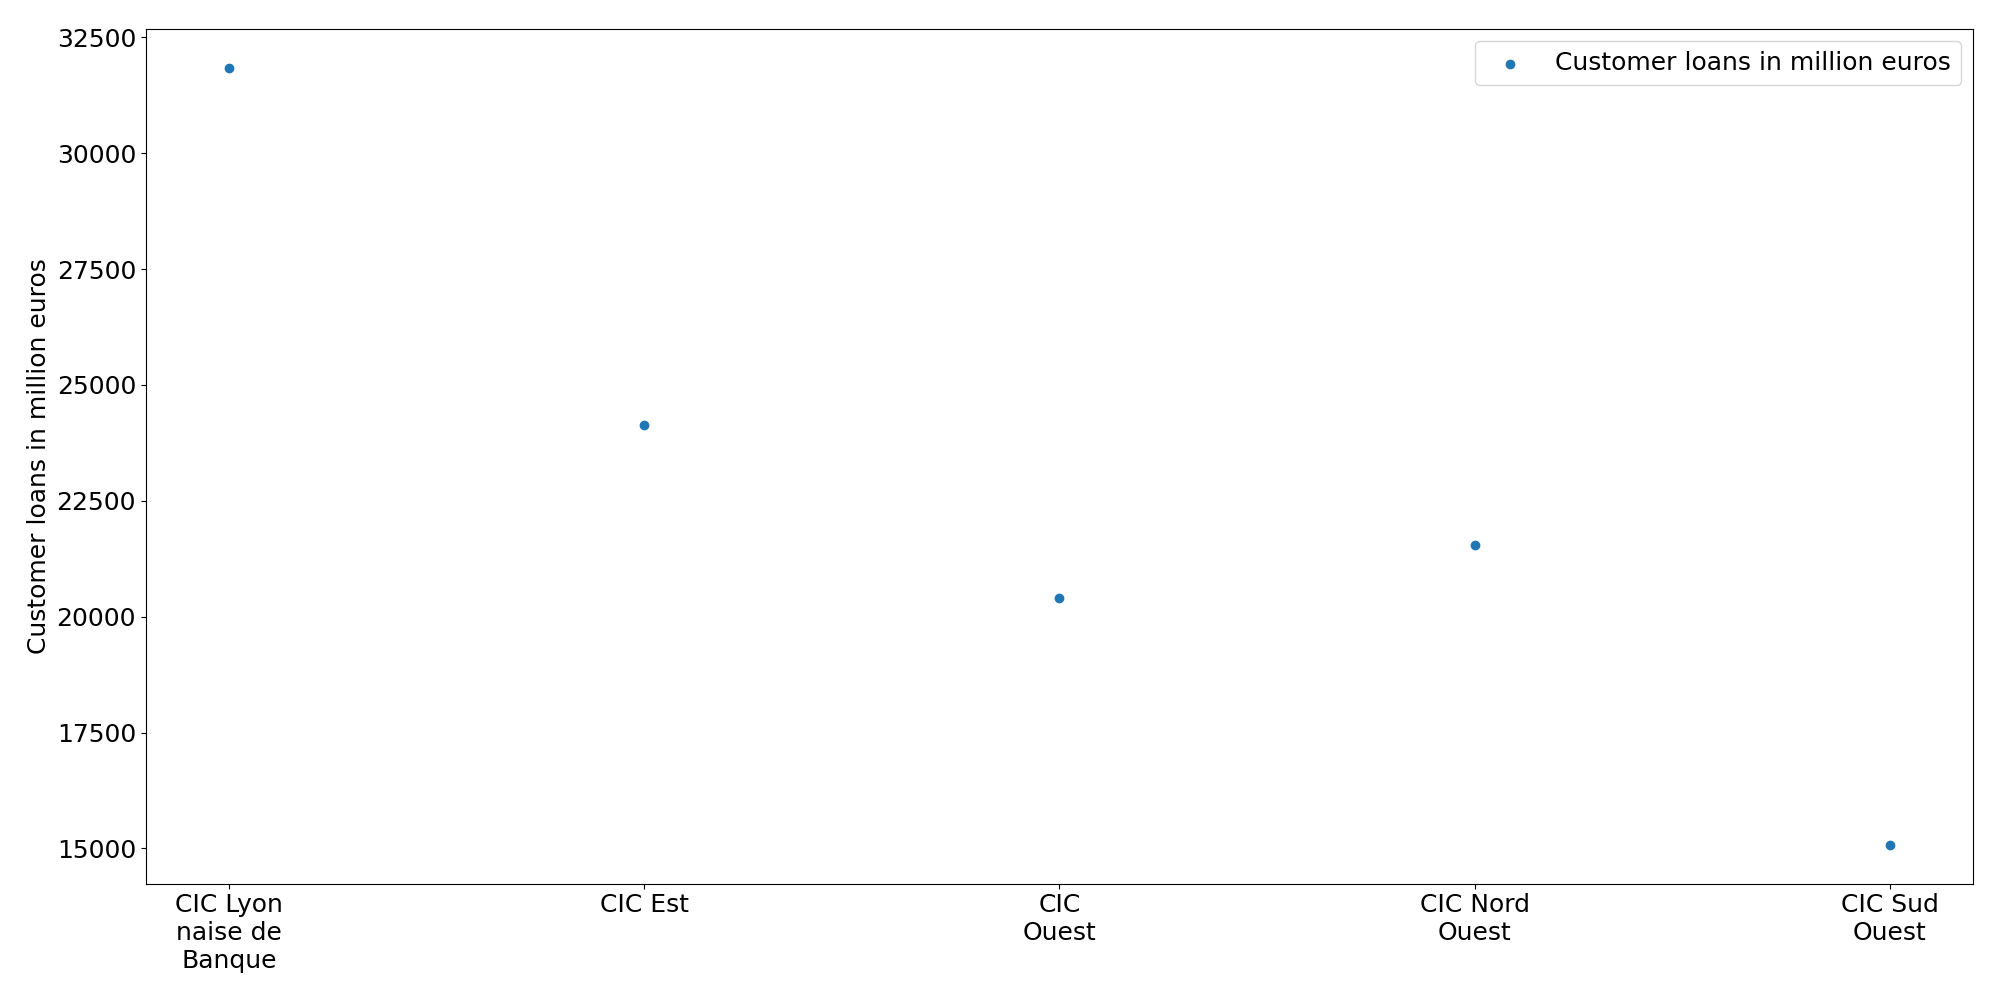 Customer loans in million euros
32500
30000
27500
25000
22500
20000
17500
15000
Customer loans in million euros
CIC Lyon
naise de
Banque
CIC Est
CIC
Ouest
CIC Nord
Ouest
CIC Sud
Ouest